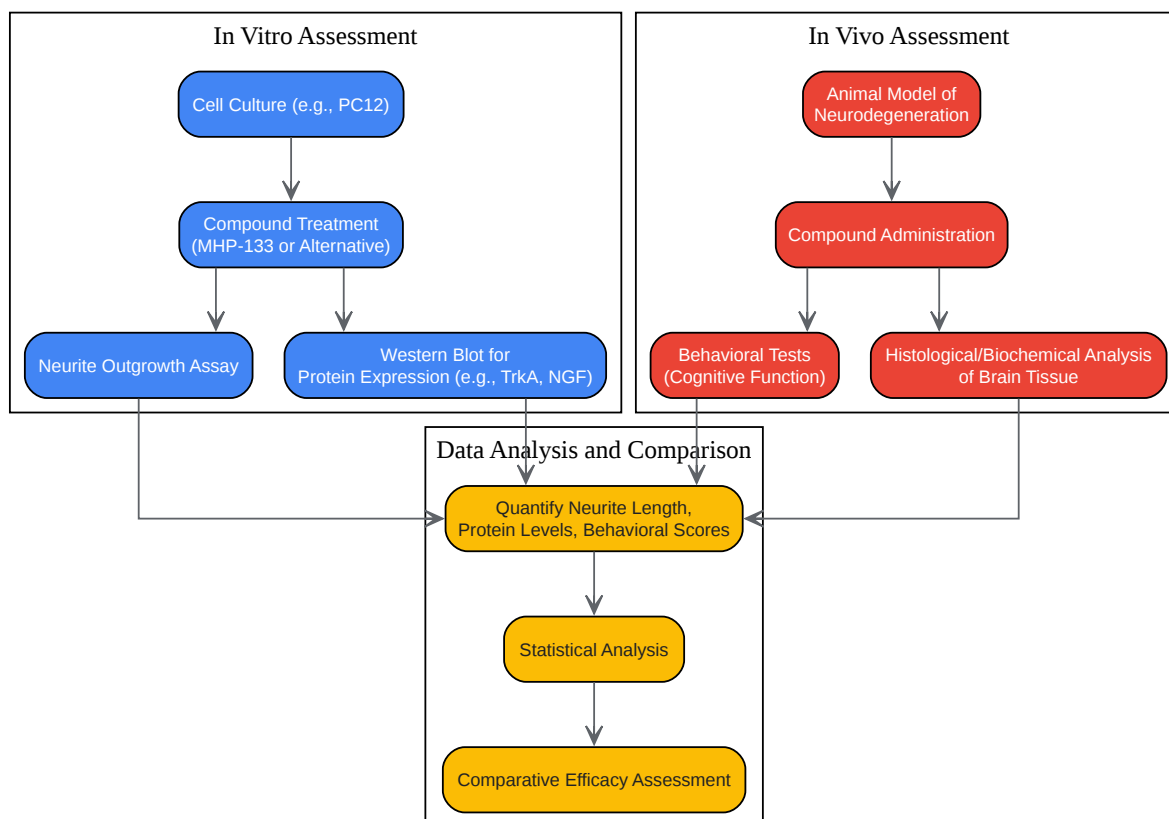 In Vitro Assessment
Cell Culture (e.g., PC12)
Compound Treatment
(MHP-133 or Alternative)
Neurite Outgrowth Assay
Western Blot for
Protein Expression (e.g., TrkA, NGF)
In Vivo Assessment
Animal Model of
Neurodegeneration
Compound Administration
Behavioral Tests
(Cognitive Function)
Histological/Biochemical Analysis
of Brain Tissue
Data Analysis and Comparison
Quantify Neurite Length,
Protein Levels, Behavioral Scores
Statistical Analysis
Comparative Efficacy Assessment